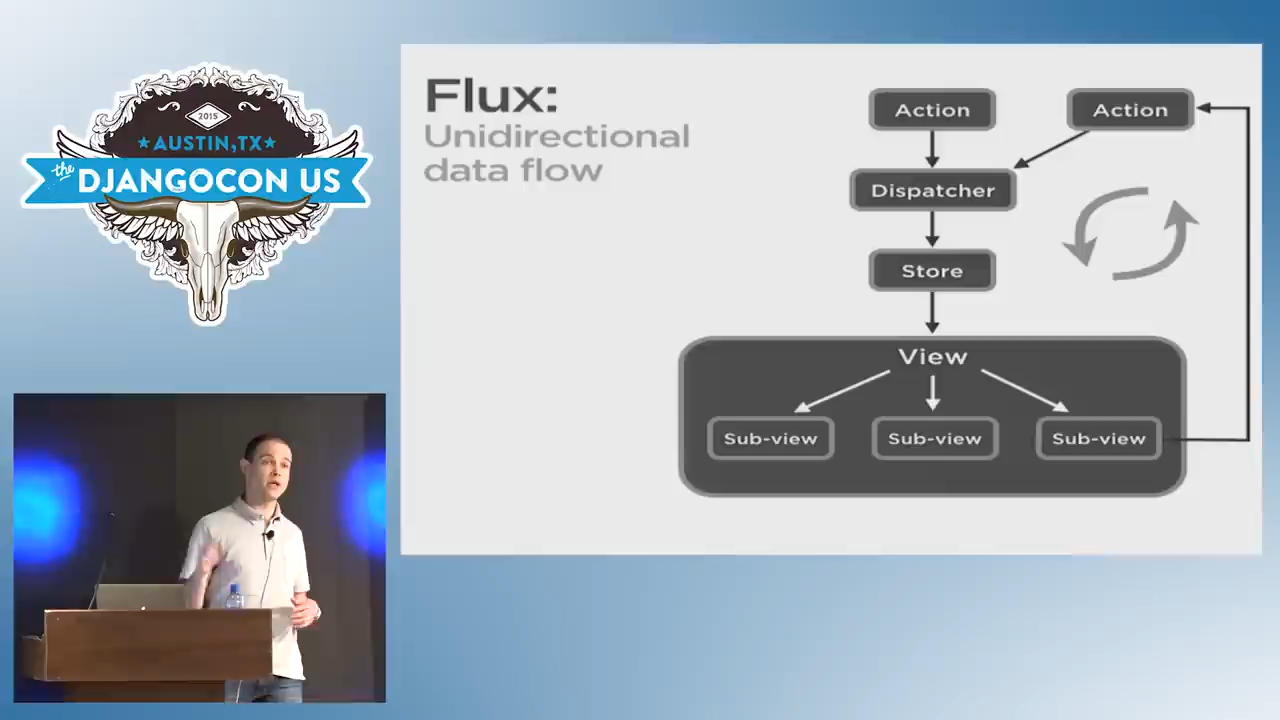 2015
AUSTIN, TX
the
DJANGOCON US
Flux:
Unidirectional
data flow
Action
Action
Dispatcher
Store
View
Sub-view
Sub-view
Sub-view